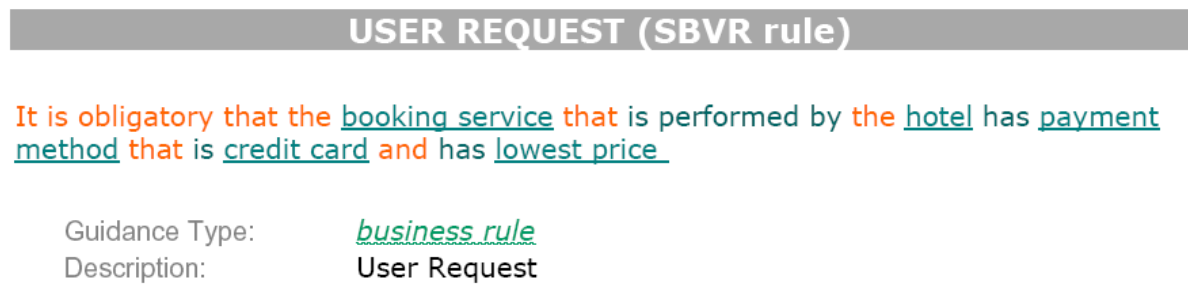 USER REQUEST (SBVR rule)
It is obligatory that the booking service that is performed by the hotel has payment
method that is credit card and has lowest price
Guidance Type: business rule
Description: User Request